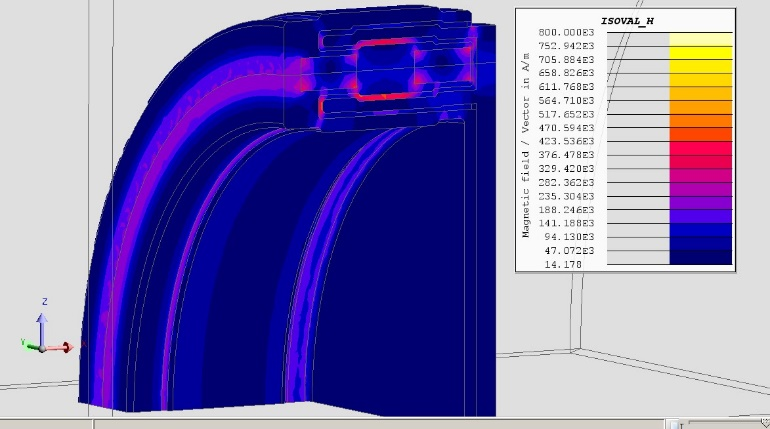 ISOVAL_H
Magnetic field / Vector in A/m
800.000E3
752.942E3
705.884E3
658.826E3
611.768E3
564.710E3
517.652E3
470.594E3
423.536E3
376.478E3
329.420E3
282.362E3
235.304E3
188.246E3
141.188E3
94.130E3
47.072E3
14.178
Z
Y